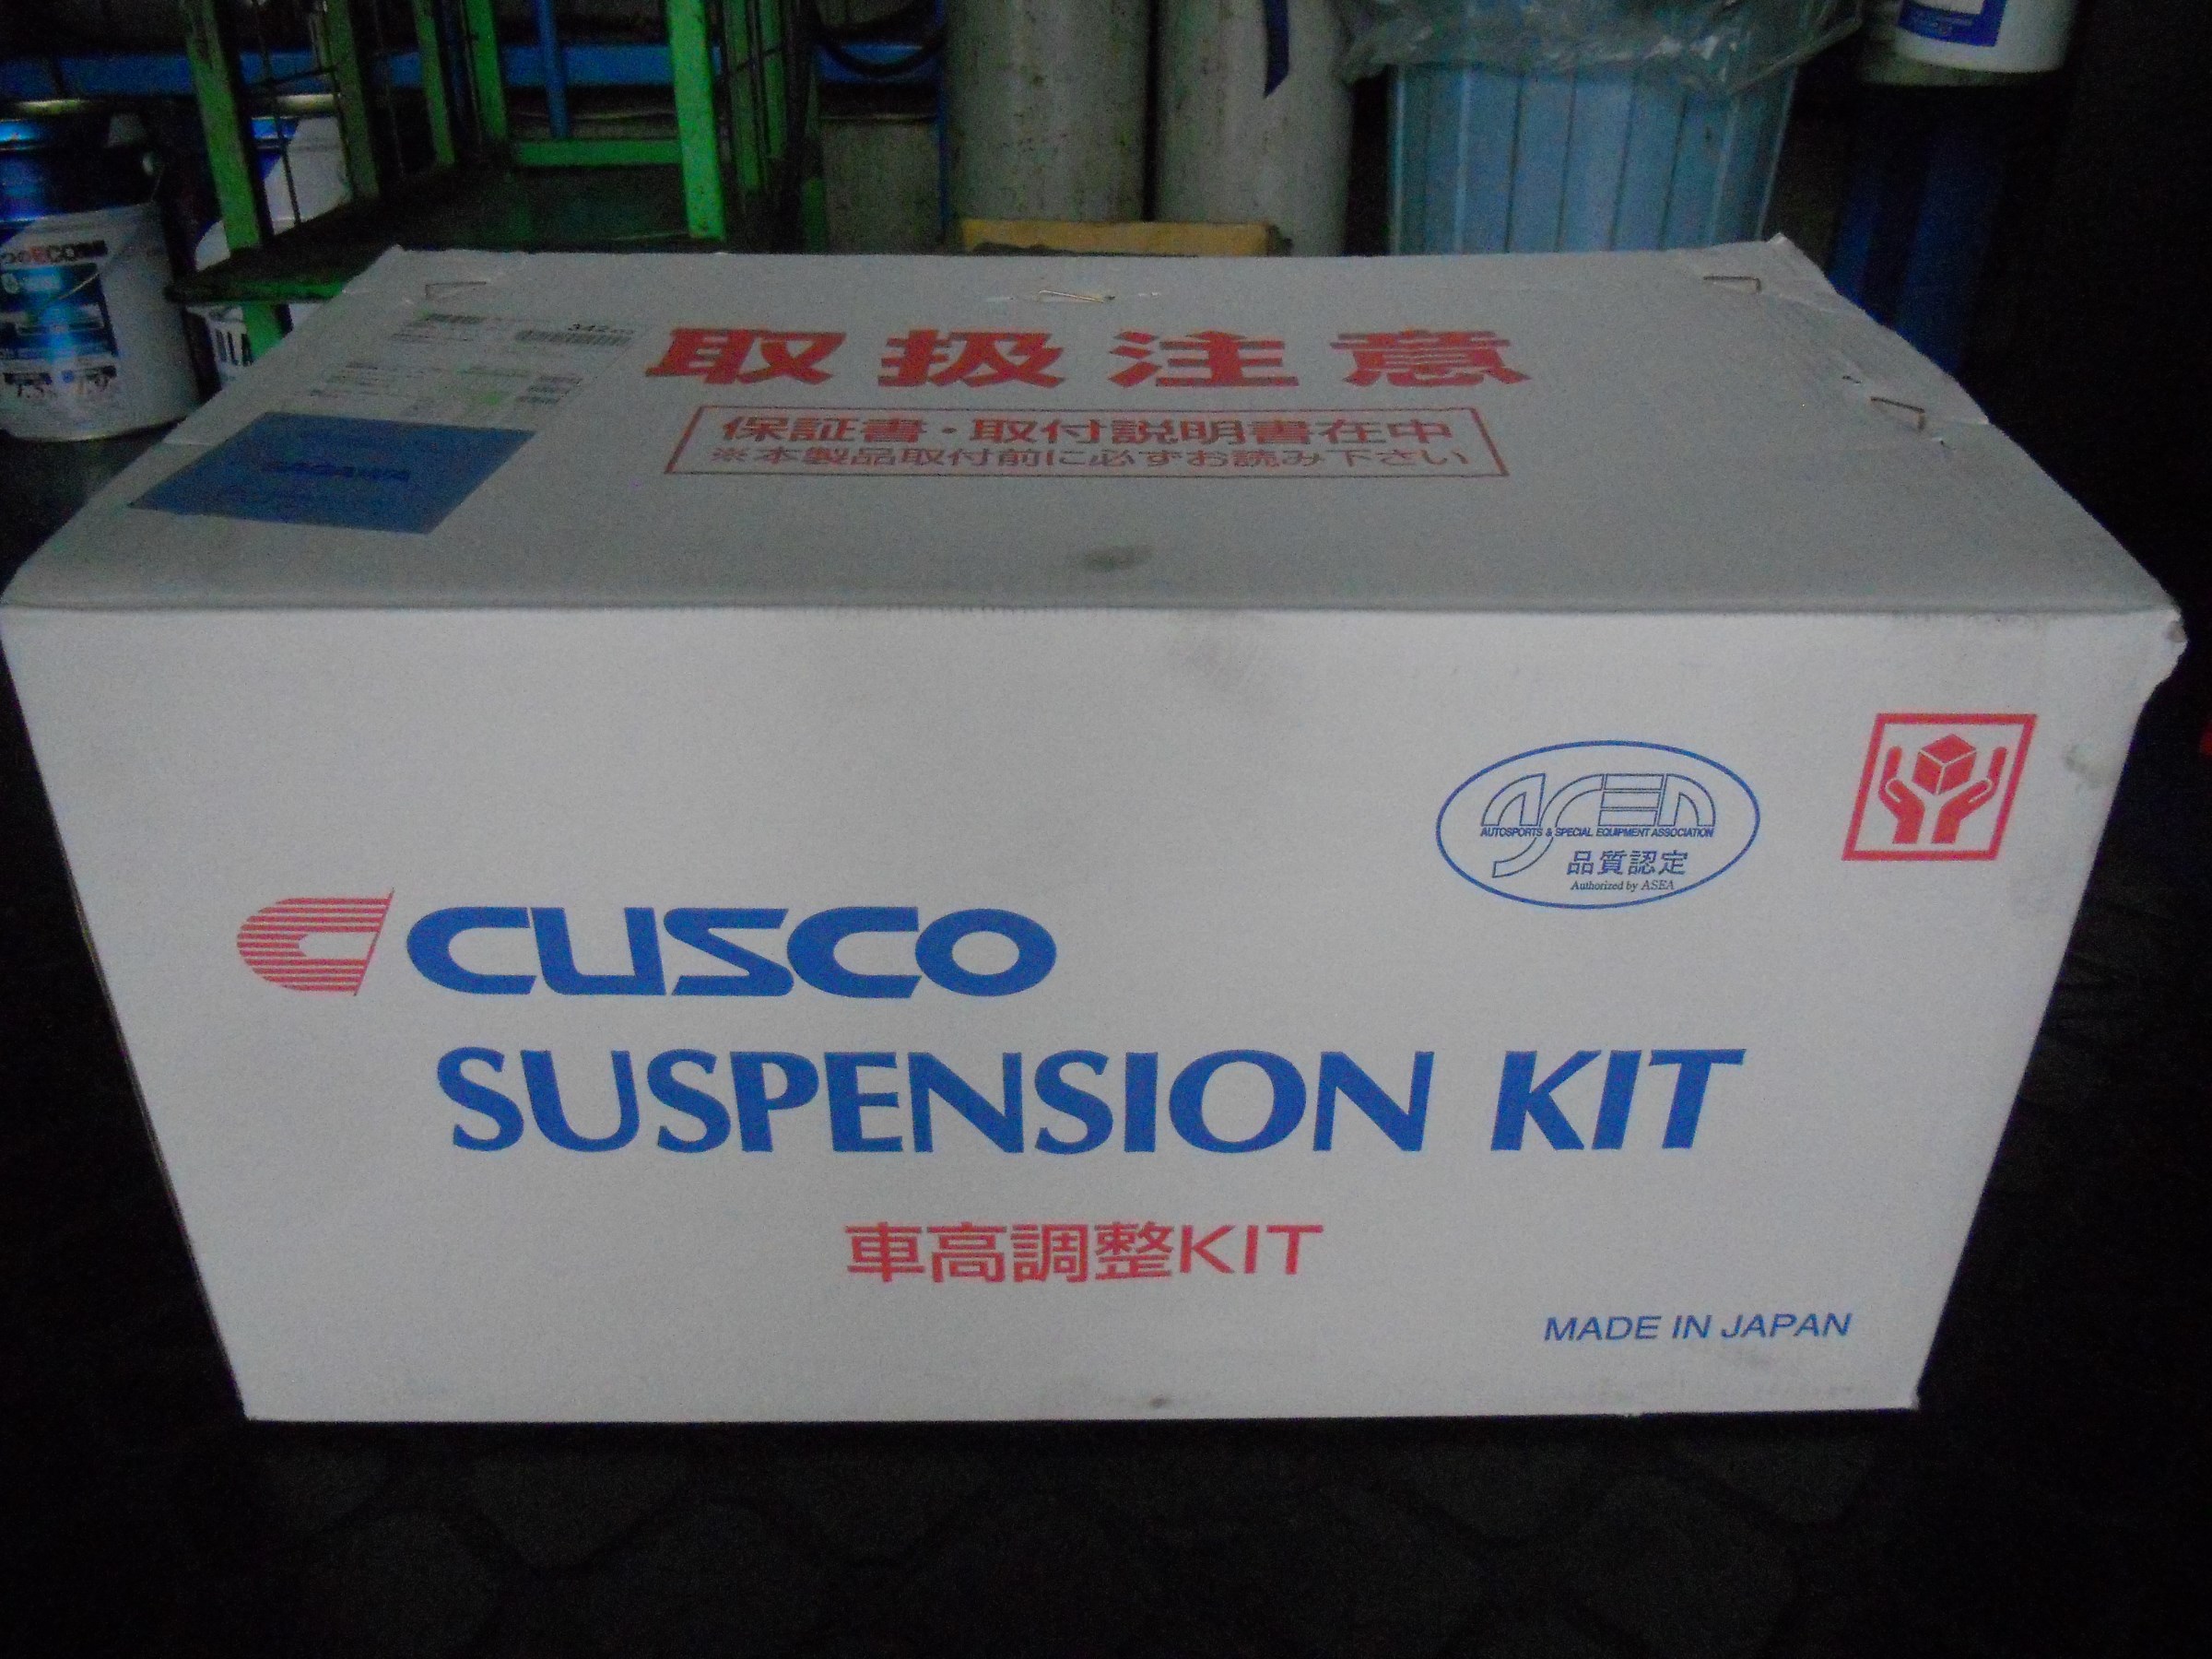 取扱注意
保証書・取付説明書在中
※本製品取付前に必ずお読み下さい
ASEA
AUTOSPORTS & SPECIAL EQUIPMENT ASSOCIATION
品質認定
Authorized by ASEA
CUSCO
SUSPENSION KIT
車高調整KIT
MADE IN JAPAN